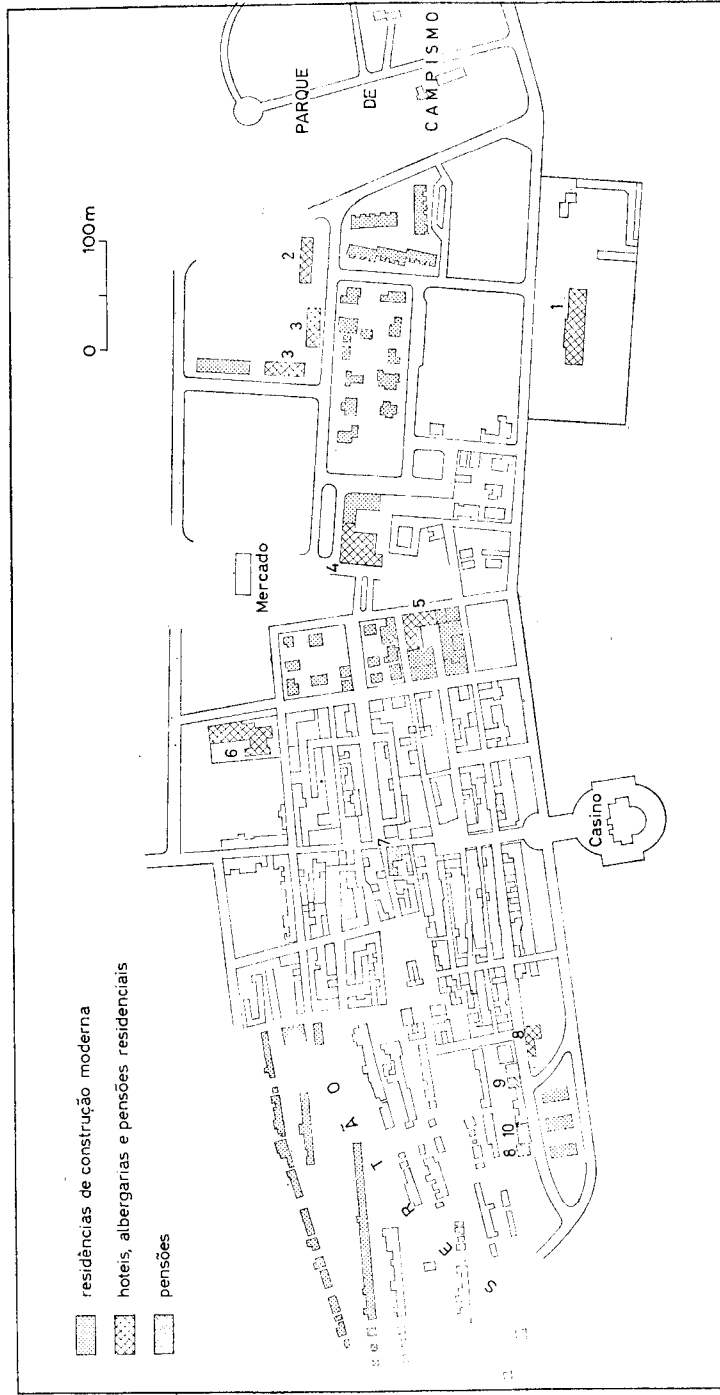 residências de construção moderna
hoteis, albergarias e pensões residenciais
pensões
0 100m
PARQUE
DE
CAMPISMO
Mercado
Casino
SERTÃO
6
2
3
3
4
7
5
8
10
9
8
1